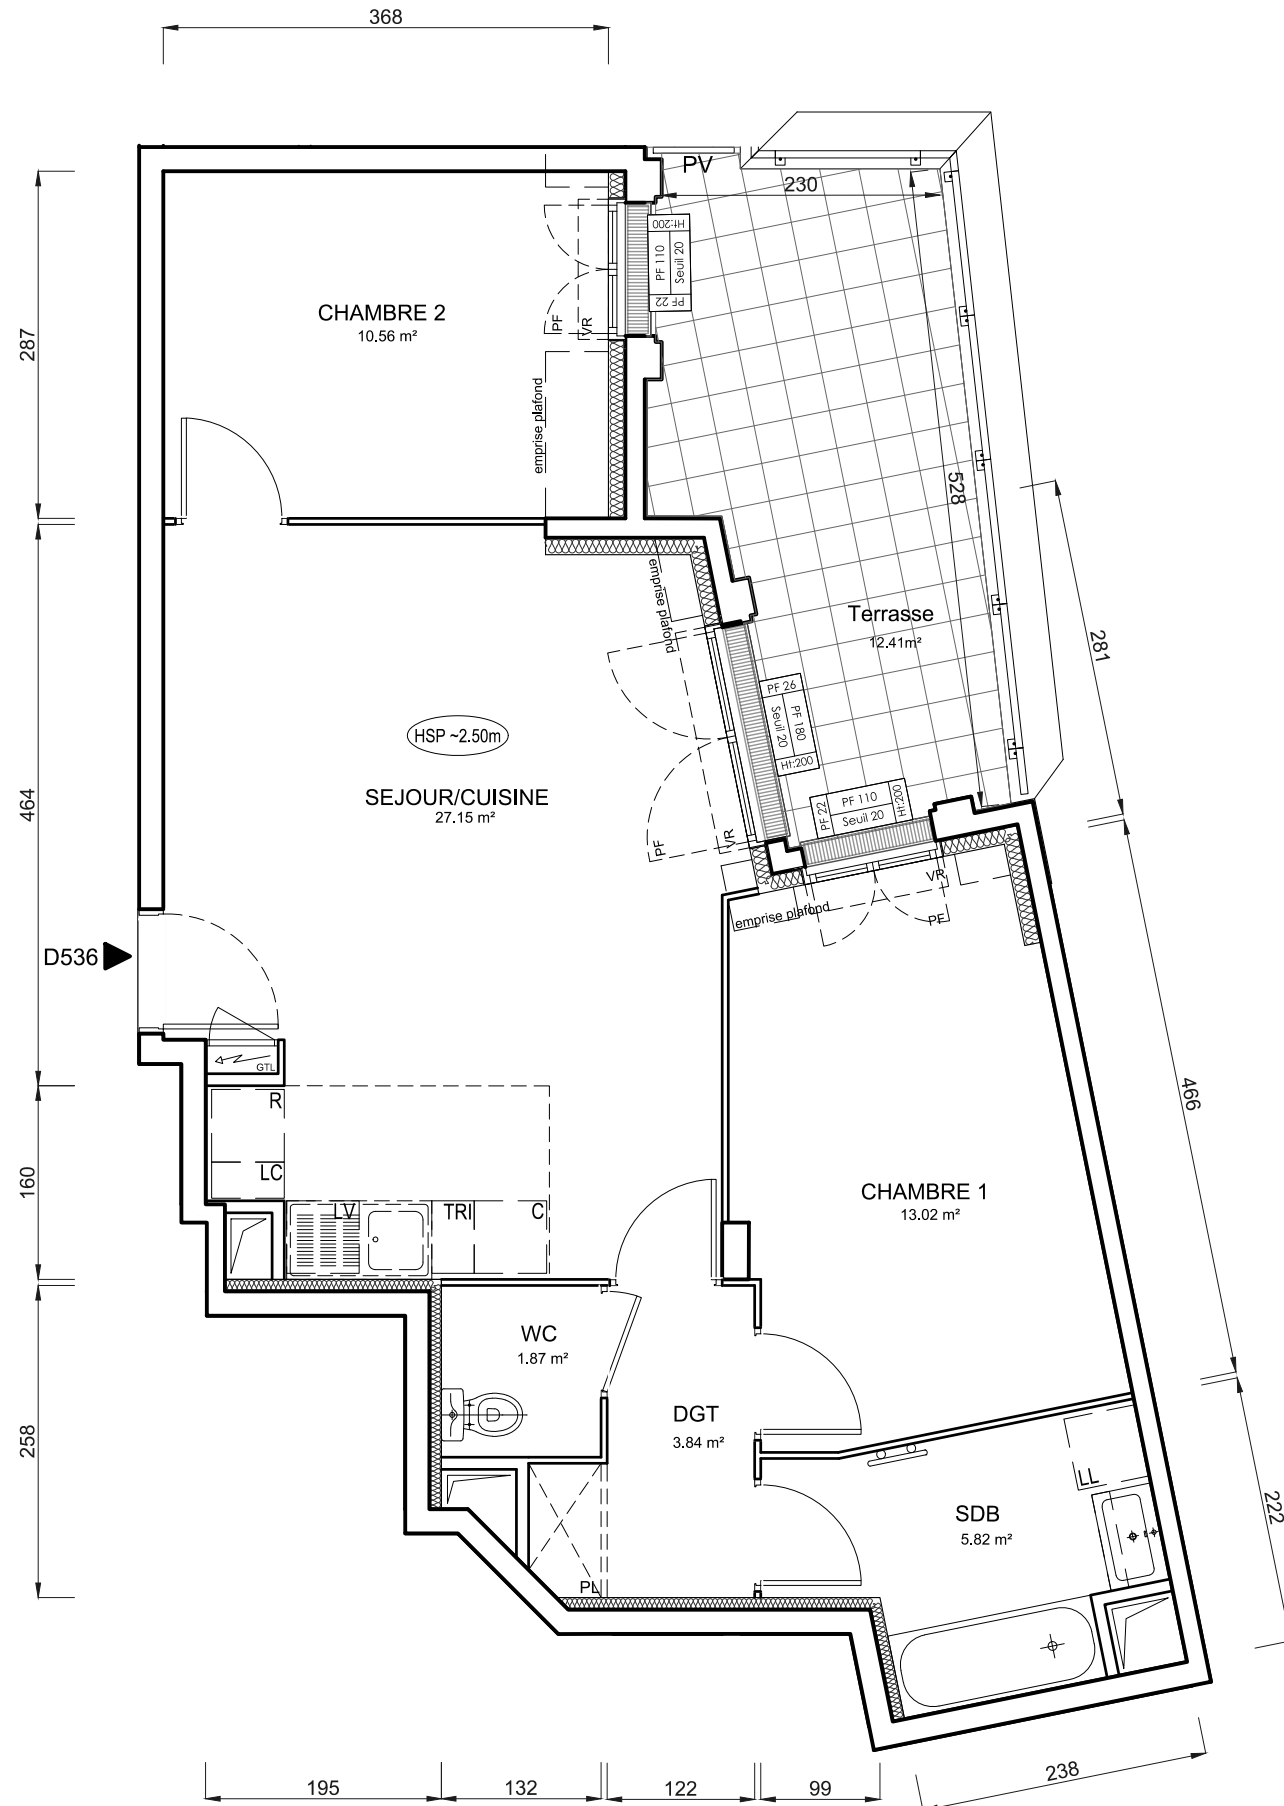 368
PV
230
Ht:200
PF 110
Seuil 20
PF 22
CHAMBRE 2
10.56 m²
PF
VR
287
emprise plafond
528
emprise plafond
Terrasse
12.41m²
281
PF 26
PF 180
Seuil 20
Ht:200
HSP ~2.50m
SEJOUR/CUISINE
27.15 m²
464
PF
VR
PF 22
PF 110
Seuil 20
Ht:200
VR
PF
emprise plafond
D536
GTL
R
LC
466
160
CHAMBRE 1
13.02 m²
LV
TRI
C
WC
1.87 m²
DGT
3.84 m²
258
LL
SDB
5.82 m²
222
PL
195
132
122
99
238